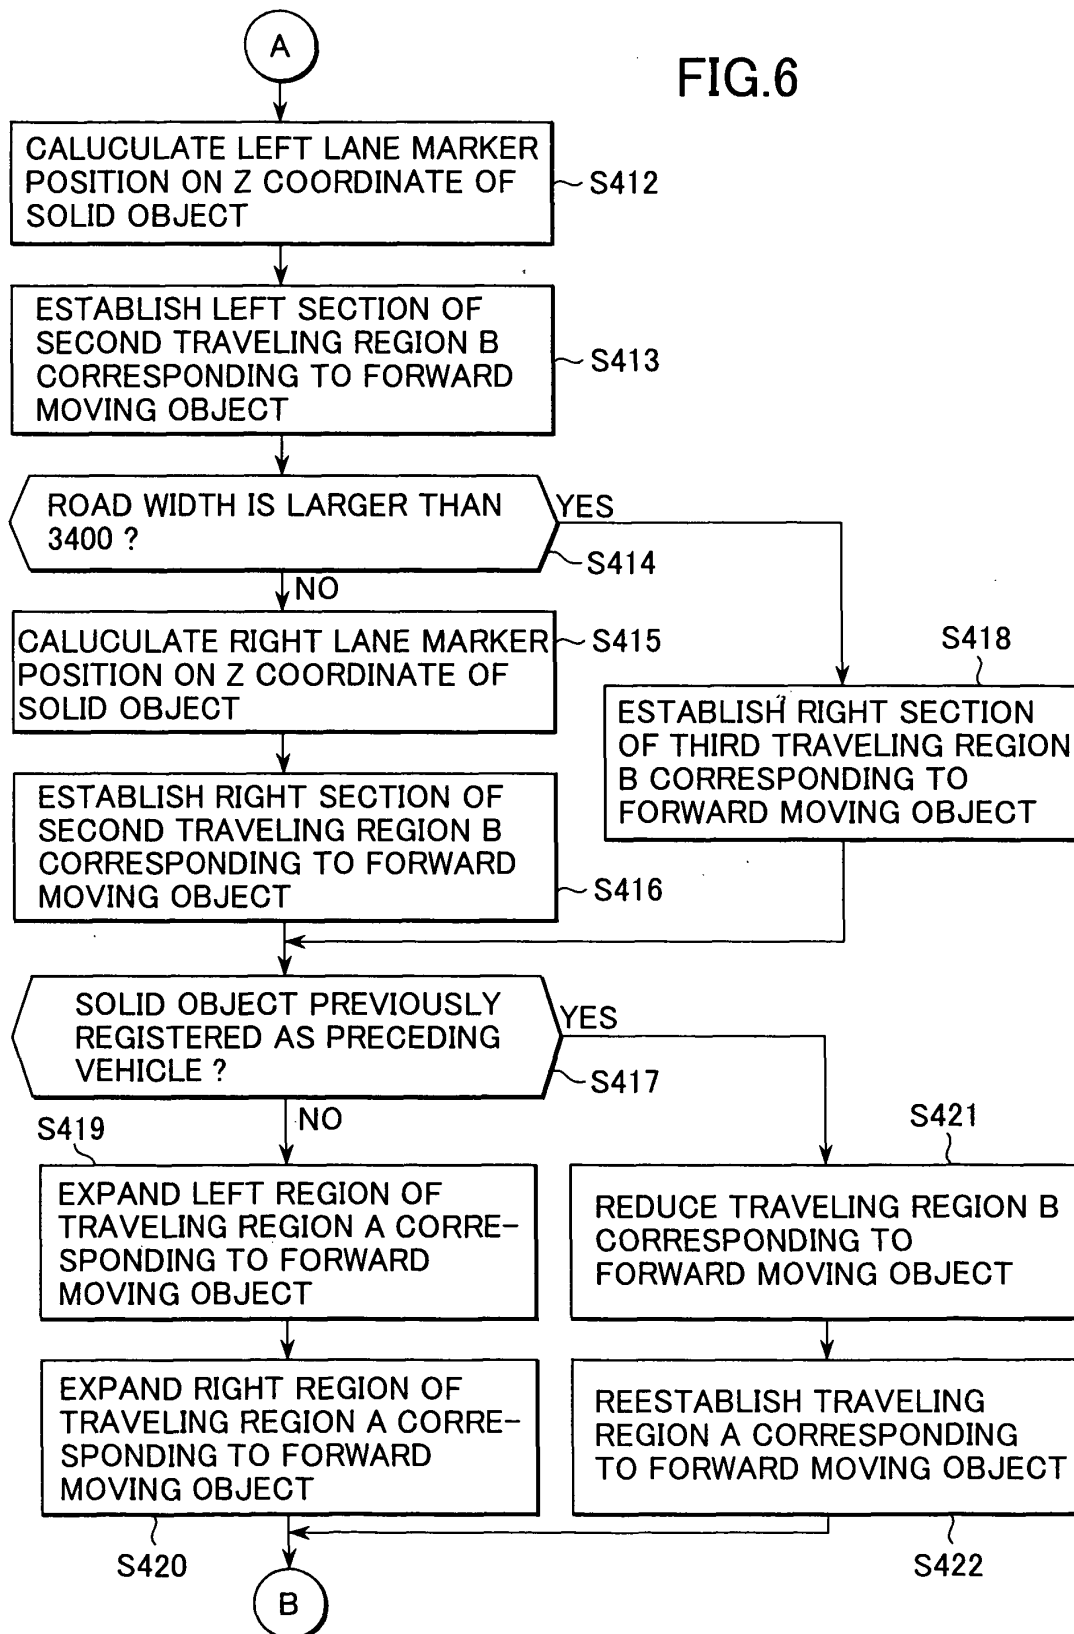 A
FIG.6
CALUCULATE LEFT LANE MARKER
POSITION ON Z COORDINATE OF
SOLID OBJECT
S412
ESTABLISH LEFT SECTION OF
SECOND TRAVELING REGION B
CORRESPONDING TO FORWARD
MOVING OBJECT
S413
ROAD WIDTH IS LARGER THAN
3400 ?
YES
S414
NO
CALUCULATE RIGHT LANE MARKER
POSITION ON Z COORDINATE OF
SOLID OBJECT
S415
S418
ESTABLISH RIGHT SECTION
OF THIRD TRAVELING REGION
B CORRESPONDING TO
FORWARD MOVING OBJECT
ESTABLISH RIGHT SECTION OF
SECOND TRAVELING REGION B
CORRESPONDING TO FORWARD
MOVING OBJECT
S416
SOLID OBJECT PREVIOUSLY
REGISTERED AS PRECEDING
VEHICLE ?
YES
S417
NO
S419
EXPAND LEFT REGION OF
TRAVELING REGION A CORRE-
SPONDING TO FORWARD
MOVING OBJECT
S421
REDUCE TRAVELING REGION B
CORRESPONDING TO
FORWARD MOVING OBJECT
EXPAND RIGHT REGION OF
TRAVELING REGION A CORRE-
SPONDING TO FORWARD
MOVING OBJECT
S420
REESTABLISH TRAVELING
REGION A CORRESPONDING
TO FORWARD MOVING OBJECT
S422
B